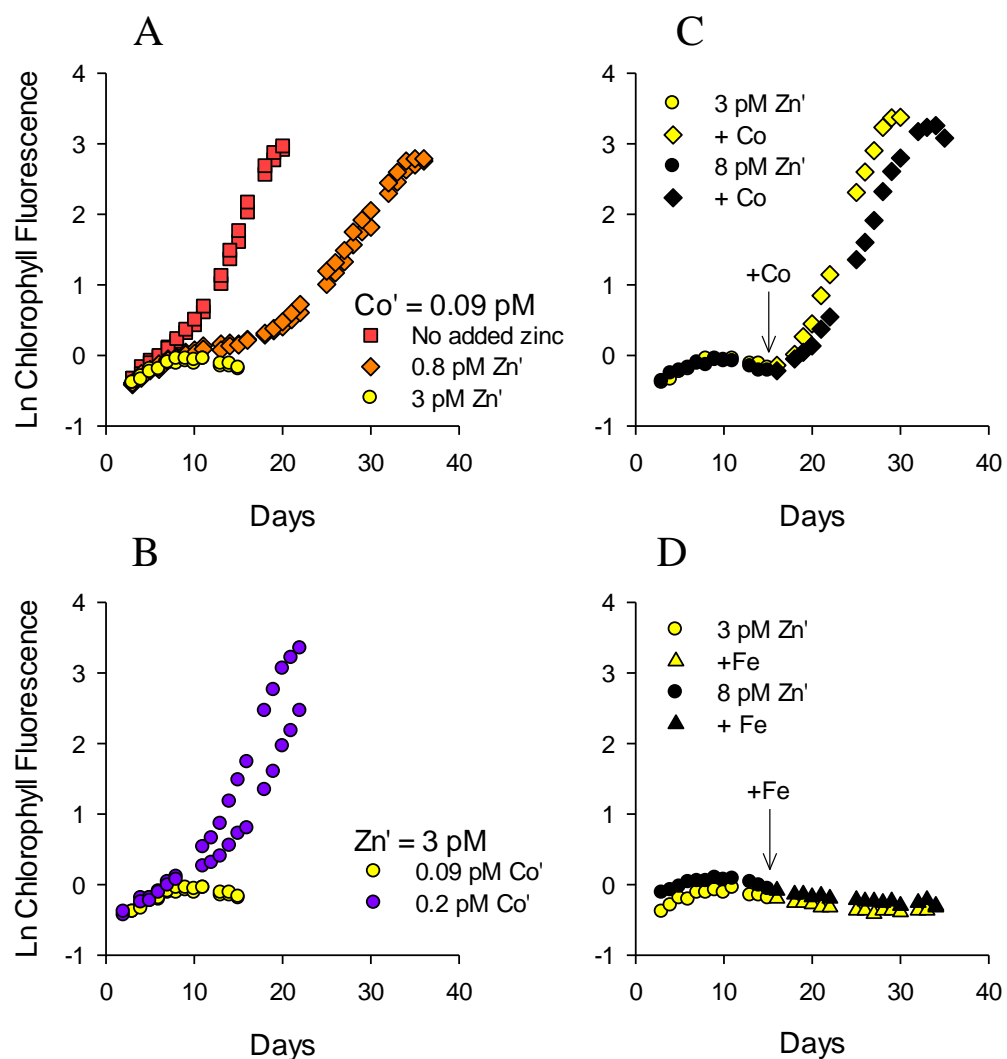 A
Ln Chlorophyll Fluorescence
4
3
2
1
0
-1
0
10
20
30
40
Days
Co' = 0.09 pM
No added zinc
0.8 pM Zn'
3 pM Zn'
C
4
3
2
1
0
-1
0
10
20
30
40
Days
3 pM Zn'
+ Co
8 pM Zn'
+ Co
+Co
B
Ln Chlorophyll Fluorescence
4
3
2
1
0
-1
0
10
20
30
40
Days
Zn' = 3 pM
0.09 pM Co'
0.2 pM Co'
D
4
3
2
1
0
-1
0
10
20
30
40
Days
3 pM Zn'
+Fe
8 pM Zn'
+ Fe
+Fe